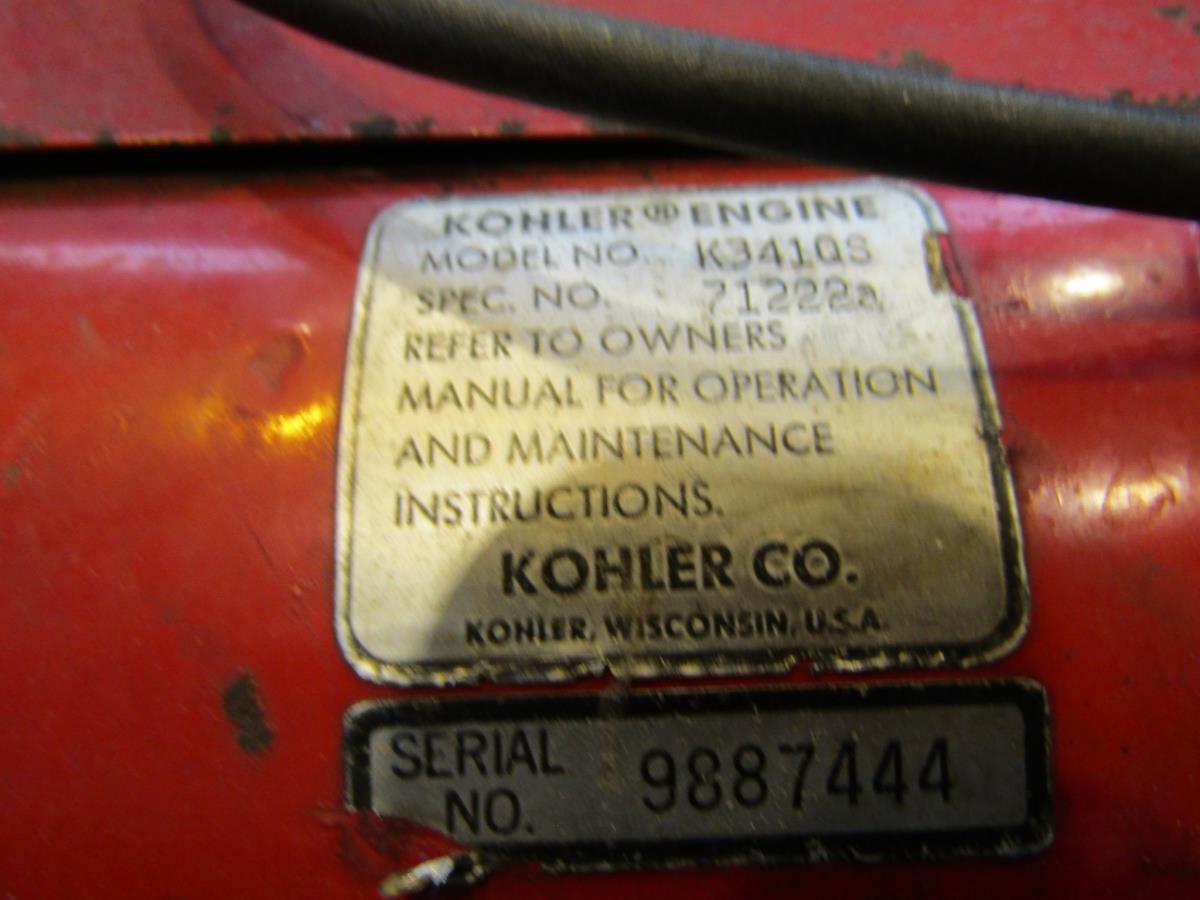 KOHLER® ENGINE
MODEL NO. K341QS
SPEC. NO. 71222a
REFER TO OWNERS
MANUAL FOR OPERATION
AND MAINTENANCE
INSTRUCTIONS.
KOHLER CO.
KOHLER, WISCONSIN, U.S.A.
SERIAL
NO. 9887444